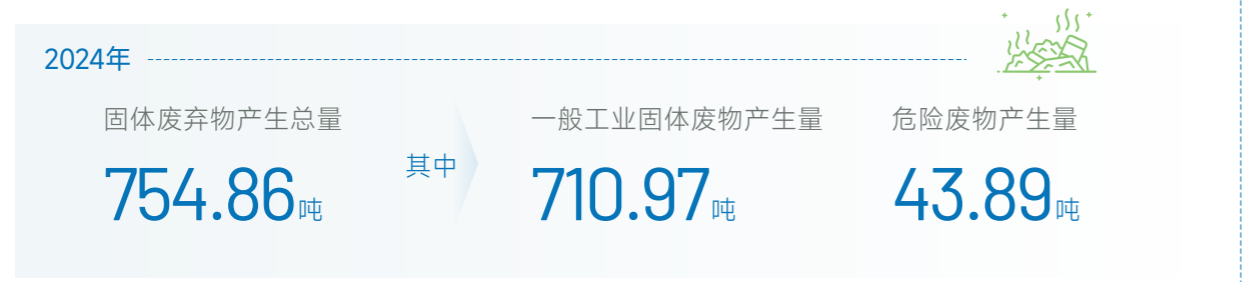 2024年
固体废弃物产生总量
754.86吨
其中
一般工业固体废物产生量
710.97吨
危险废物产生量
43.89吨